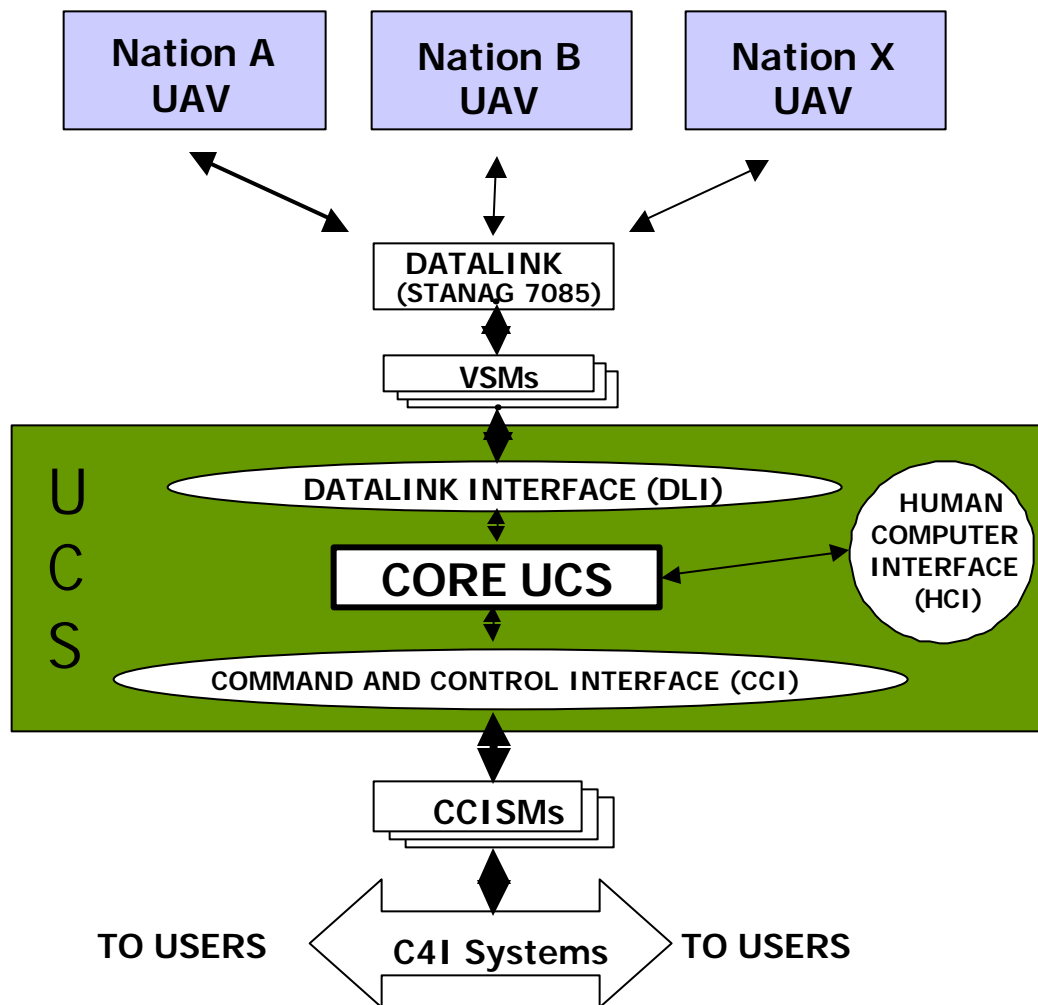 Nation A
UAV
Nation B
UAV
Nation X
UAV
DATALINK
(STANAG 7085)
VSMs
U
C
S
DATALINK INTERFACE (DLI)
CORE UCS
HUMAN
COMPUTER
INTERFACE
(HCI)
COMMAND AND CONTROL INTERFACE (CCI)
CCISMs
TO USERS
C4I Systems
TO USERS